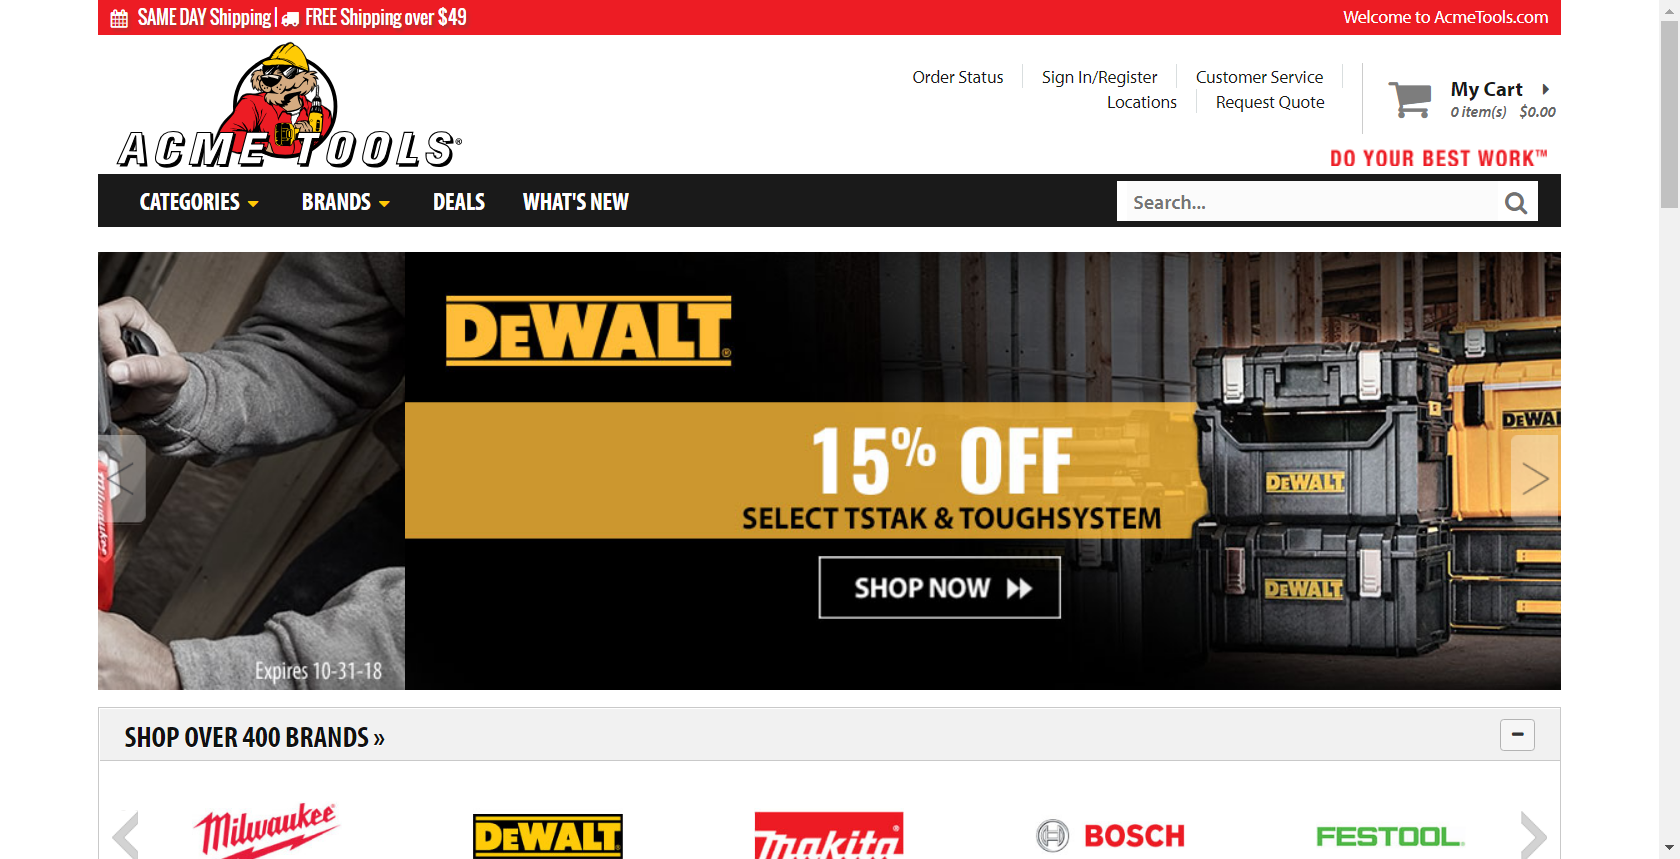 SAME DAY Shipping | FREE Shipping over $49
Welcome to AcmeTools.com
ACME TOOLS®
Order Status
Sign In/Register
Customer Service
Locations
Request Quote
My Cart
0 item(s) $0.00
DO YOUR BEST WORK™
CATEGORIES
BRANDS
DEALS
WHAT'S NEW
Search...
DEWALT®
15% OFF
SELECT TSTAK & TOUGHSYSTEM
SHOP NOW
Expires 10-31-18
DEWALT
DEWAL
DEWALT
SHOP OVER 400 BRANDS »
Milwaukee®
DEWALT
makita®
BOSCH
FESTOOL